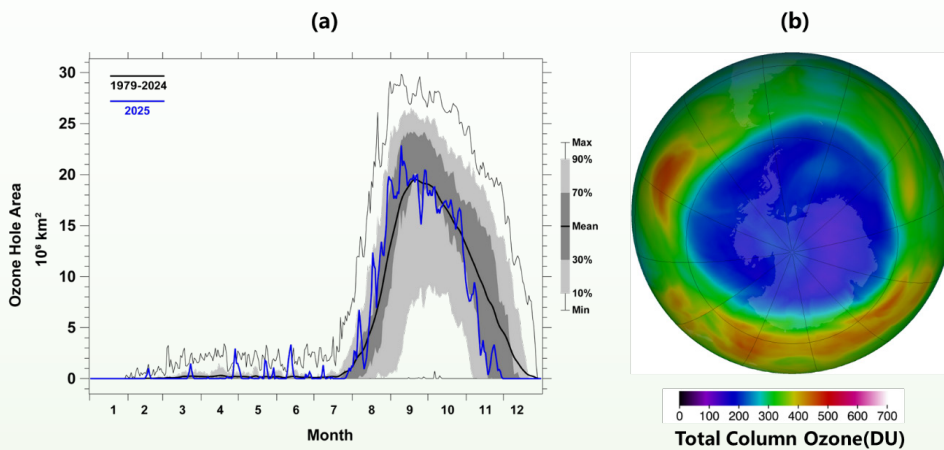 (a)
(b)
30
25
20
15
10
5
0
Ozone Hole Area
10⁶ km²
1979-2024
2025
Max
90%
70%
Mean
30%
10%
Min
1 2 3 4 5 6 7 8 9 10 11 12
Month
0 100 200 300 400 500 600 700
Total Column Ozone(DU)